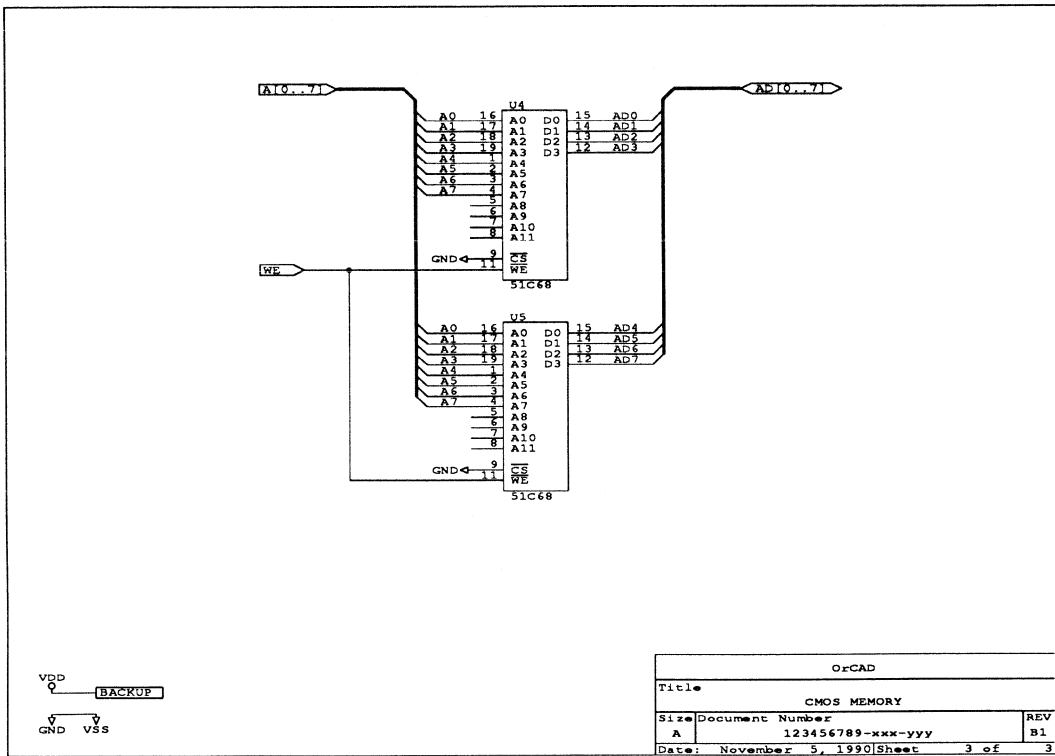 A[0..7] AD[0..7]
U4
A0 16 A0 D0 15 AD0
A1 17 A1 D1 14 AD1
A2 18 A2 D2 13 AD2
A3 19 A3 D3 12 AD3
A4 1 A4
A5 2 A5
A6 3 A6
A7 4 A7
5 A8
6 A9
7 A10
8 A11
GND 9 CS
WE 11 WE
51C68
U5
A0 16 A0 D0 15 AD4
A1 17 A1 D1 14 AD5
A2 18 A2 D2 13 AD6
A3 19 A3 D3 12 AD7
A4 1 A4
A5 2 A5
A6 3 A6
A7 4 A7
5 A8
6 A9
7 A10
8 A11
GND 9 CS
11 WE
51C68
VDD
BACKUP
GND VSS
OrCAD
Title
CMOS MEMORY
Size Document Number REV
A 123456789-xxx-yyy B1
Date: November 5, 1990 Sheet 3 of 3